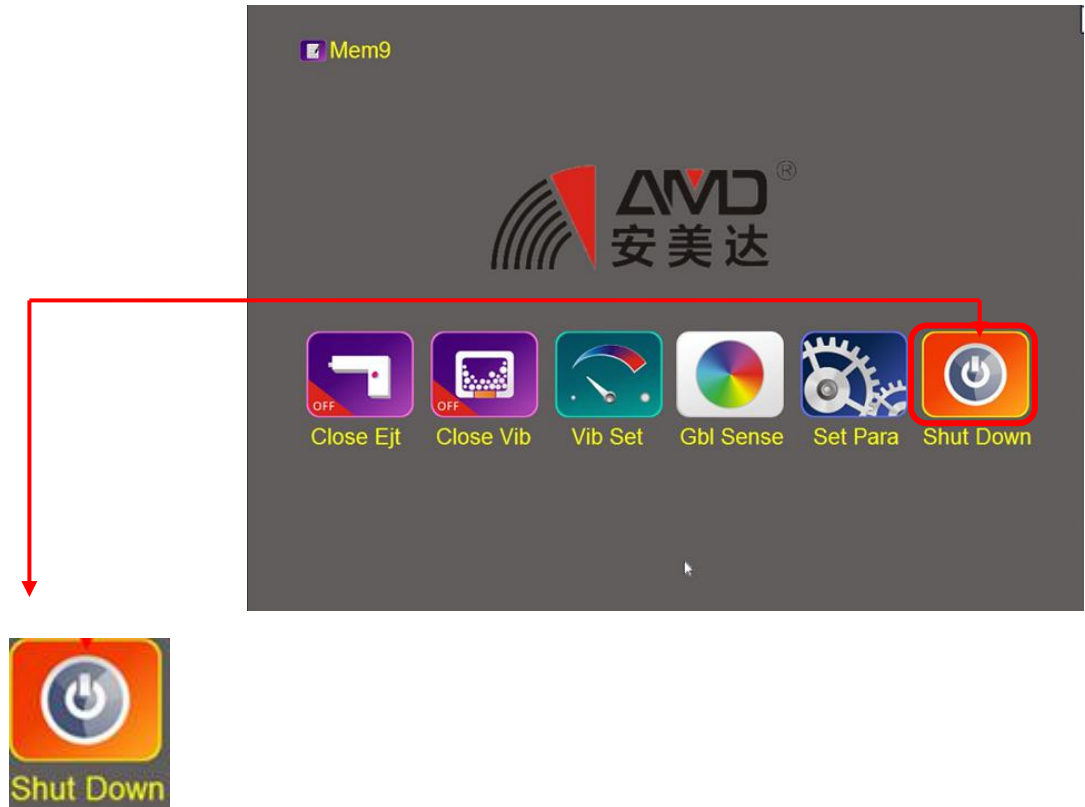 Mem9
AMD®
安美达
OFF
OFF
Close Ejt
Close Vib
Vib Set
Gbl Sense
Set Para
Shut Down
Shut Down